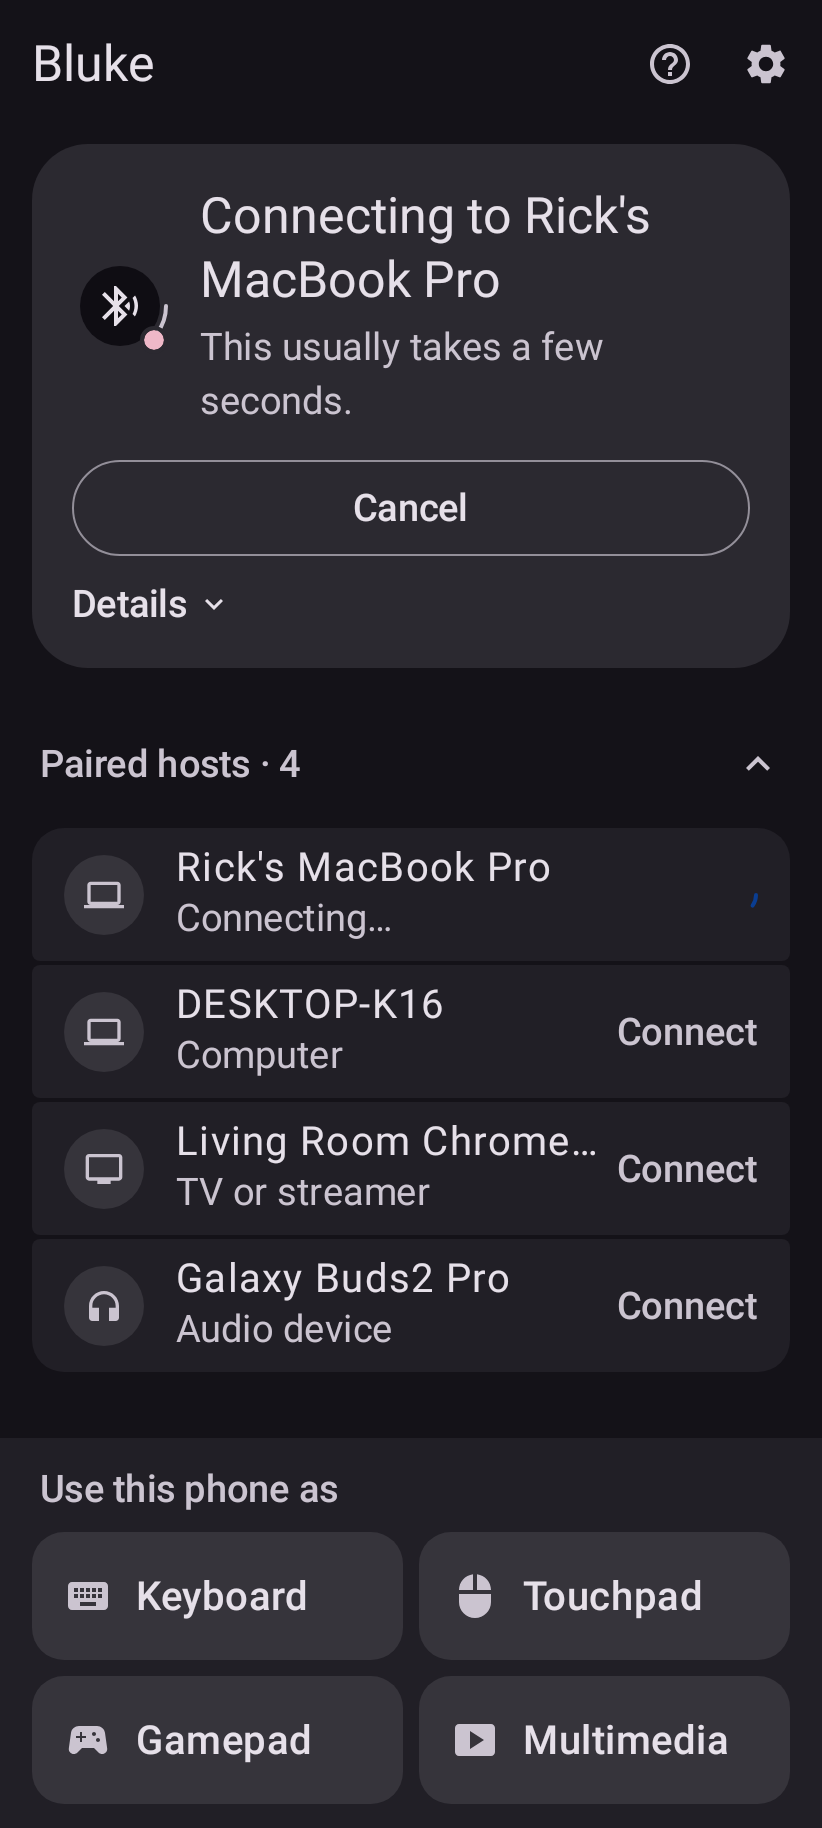 Bluke
Connecting to Rick's
MacBook Pro
This usually takes a few
seconds.
Cancel
Details
Paired hosts · 4
Rick's MacBook Pro
Connecting…
DESKTOP-K16
Computer
Connect
Living Room Chrome…
TV or streamer
Connect
Galaxy Buds2 Pro
Audio device
Connect
Use this phone as
Keyboard
Touchpad
Gamepad
Multimedia